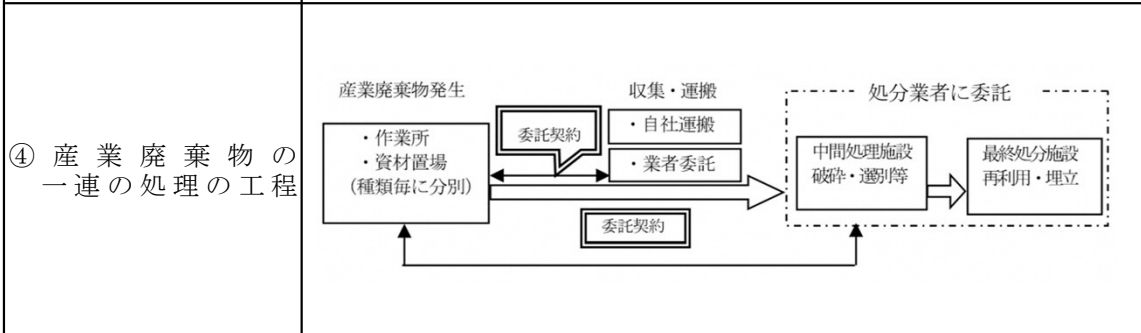 ④ 産業廃棄物の
一連の処理の工程
産業廃棄物発生
・作業所
・資材置場
(種類毎に分別)
委託契約
収集・運搬
・自社運搬
・業者委託
委託契約
処分業者に委託
中間処理施設
破砕・選別等
最終処分施設
再利用・埋立